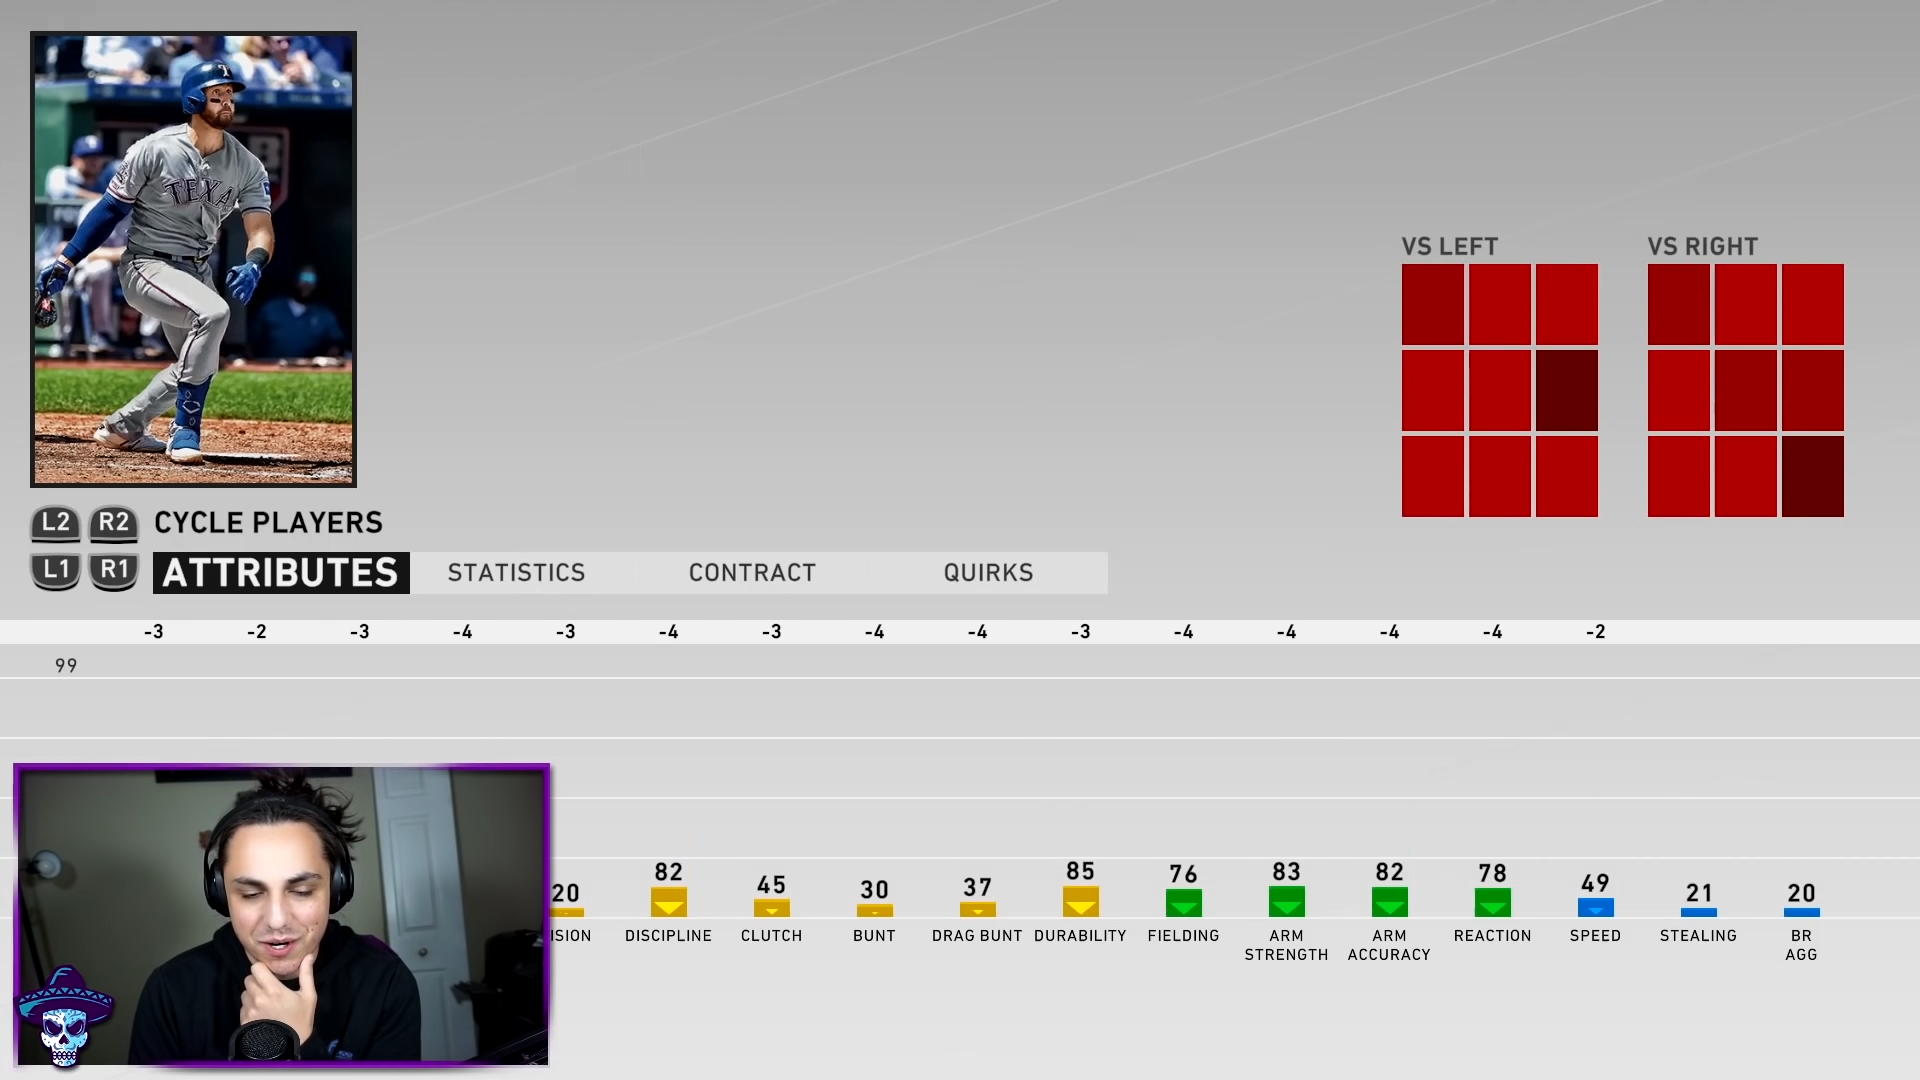 T
TEXA
VS LEFT
VS RIGHT
L2 R2 CYCLE PLAYERS
L1 R1 ATTRIBUTES STATISTICS CONTRACT QUIRKS
-3 -2 -3 -4 -3 -4 -3 -4 -4 -3 -4 -4 -4 -4 -2
99
20 82 45 30 37 85 76 83 82 78 49 21 20
ISION DISCIPLINE CLUTCH BUNT DRAG BUNT DURABILITY FIELDING ARM ARM REACTION SPEED STEALING BR
STRENGTH ACCURACY AGG